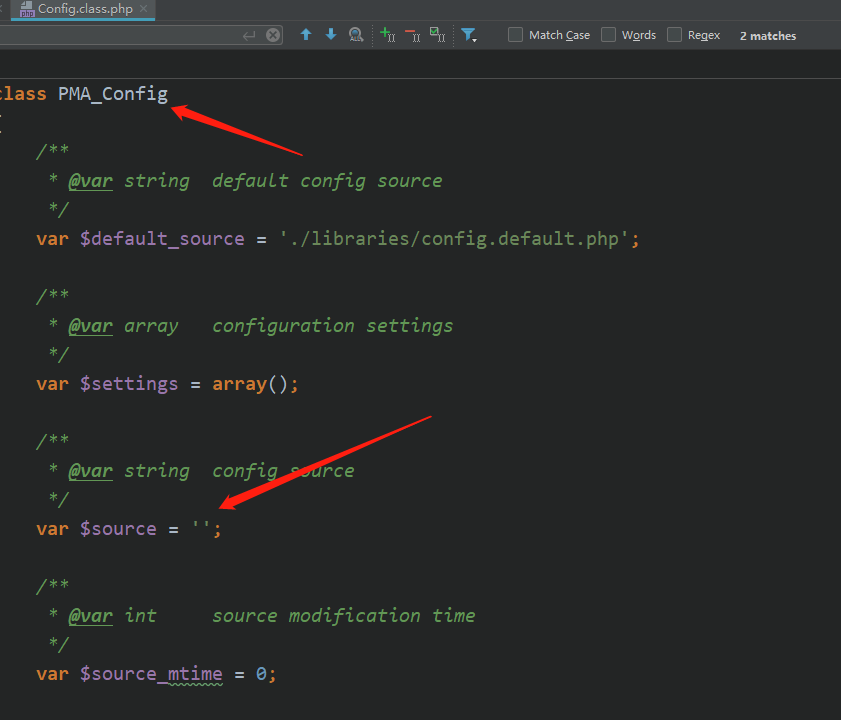 Config.class.php
Match Case Words Regex 2 matches
class PMA_Config
{
/**
* @var string default config source
*/
var $default_source = './libraries/config.default.php';
/**
* @var array configuration settings
*/
var $settings = array();
/**
* @var string config source
*/
var $source = '';
/**
* @var int source modification time
*/
var $source_mtime = 0;